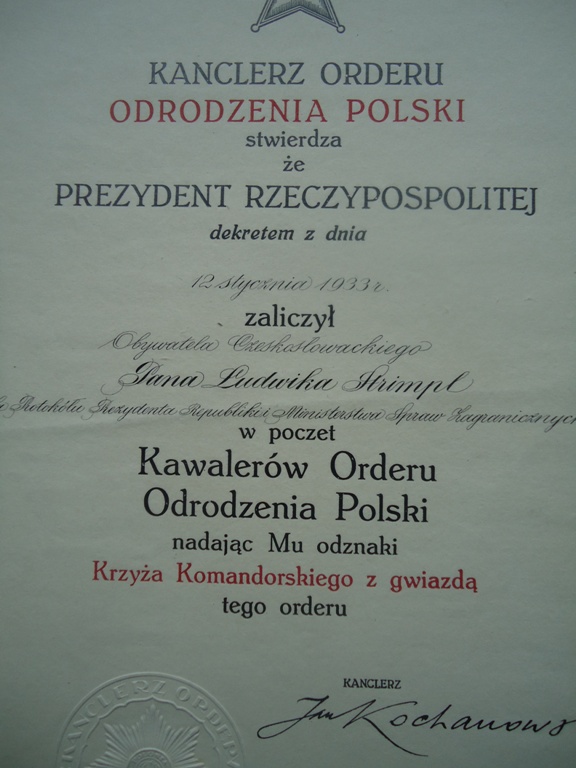 KANCLERZ ORDERU
ODRODZENIA POLSKI
stwierdza
że
PREZYDENT RZECZYPOSPOLITEJ
dekretem z dnia
12 stycznia 1933 r.
zaliczył
Obywatela Czeskosłowackiego
Pana Ludwika Strimpl
Protokółu Prezydenta Republiki i Ministerstwa Spraw Zagranicznych
w poczet
Kawalerów Orderu
Odrodzenia Polski
nadając Mu odznaki
Krzyża Komandorskiego z gwiazdą
tego orderu
KANCLERZ
Jan Kochanows
KANCLERZ ORDERU